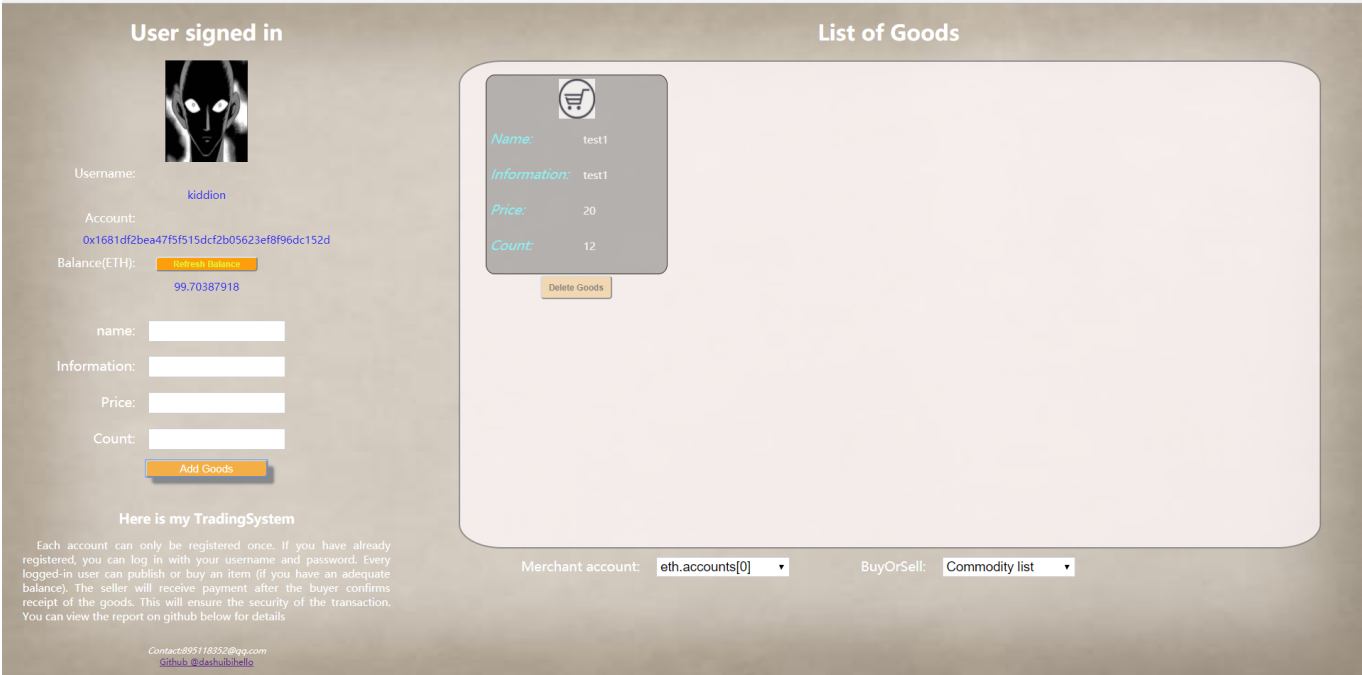 User signed in
Username:
kiddion
Account:
0x1681df2bea47f5f515dcf2b05623ef8f96dc152d
Balance(ETH): Refresh Balance
99.70387918
name:
Information:
Price:
Count:
Add Goods
Here is my TradingSystem
Each account can only be registered once. If you have already
registered, you can log in with your username and password. Every
logged-in user can publish or buy an item (if you have an adequate
balance). The seller will receive payment after the buyer confirms
receipt of the goods. This will ensure the security of the transaction.
You can view the report on github below for details
Contact:895118352@qq.com
Github @dashuibihello
List of Goods
Name: test1
Information: test1
Price: 20
Count: 12
Delete Goods
Merchant account: eth.accounts[0] BuyOrSell: Commodity list